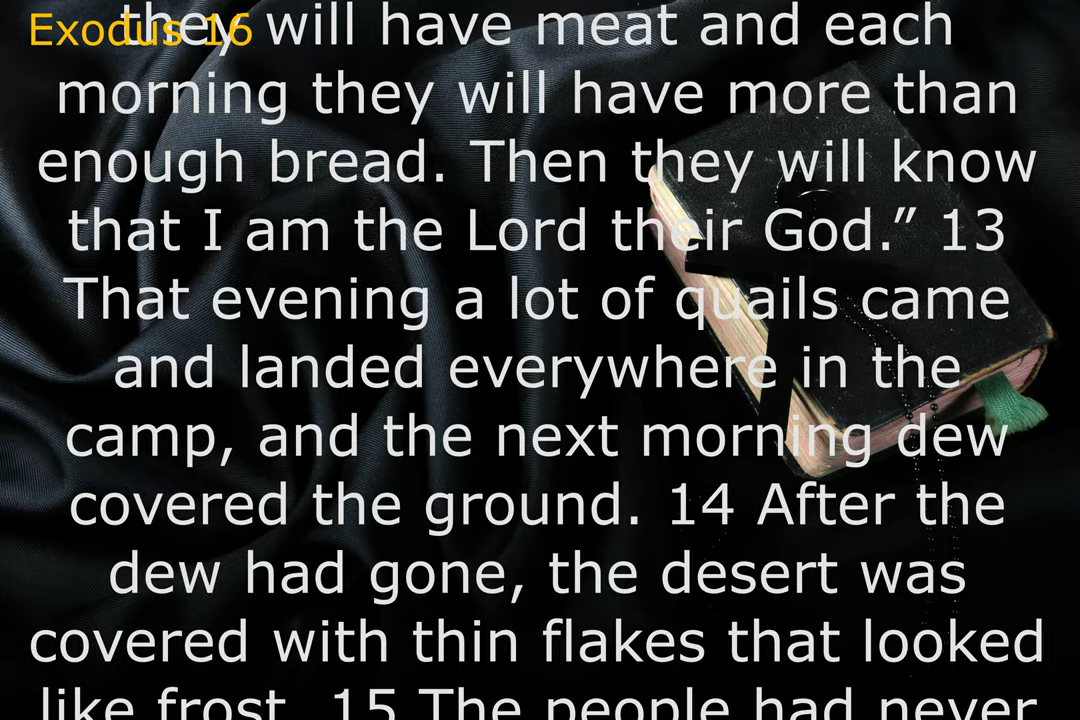 Exodus 16
they will have meat and each
morning they will have more than
enough bread. Then they will know
that I am the Lord their God.” 13
That evening a lot of quails came
and landed everywhere in the
camp, and the next morning dew
covered the ground. 14 After the
dew had gone, the desert was
covered with thin flakes that looked
like frost. 15 The people had never